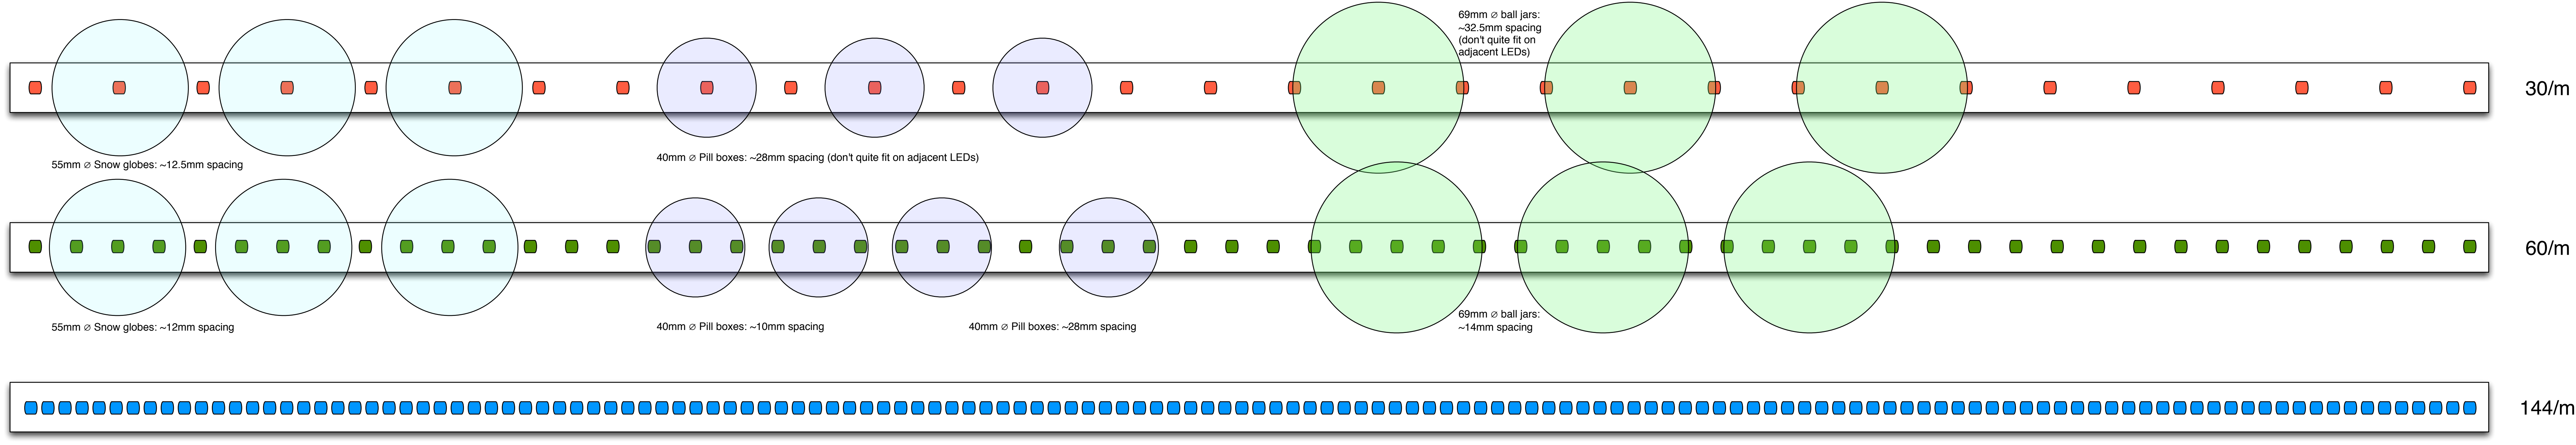 69mm ∅ ball jars:
~32.5mm spacing
(don't quite fit on
adjacent LEDs)
30/m
55mm ∅ Snow globes: ~12.5mm spacing
40mm ∅ Pill boxes: ~28mm spacing (don't quite fit on adjacent LEDs)
60/m
55mm ∅ Snow globes: ~12mm spacing
40mm ∅ Pill boxes: ~10mm spacing
40mm ∅ Pill boxes: ~28mm spacing
69mm ∅ ball jars:
~14mm spacing
144/m